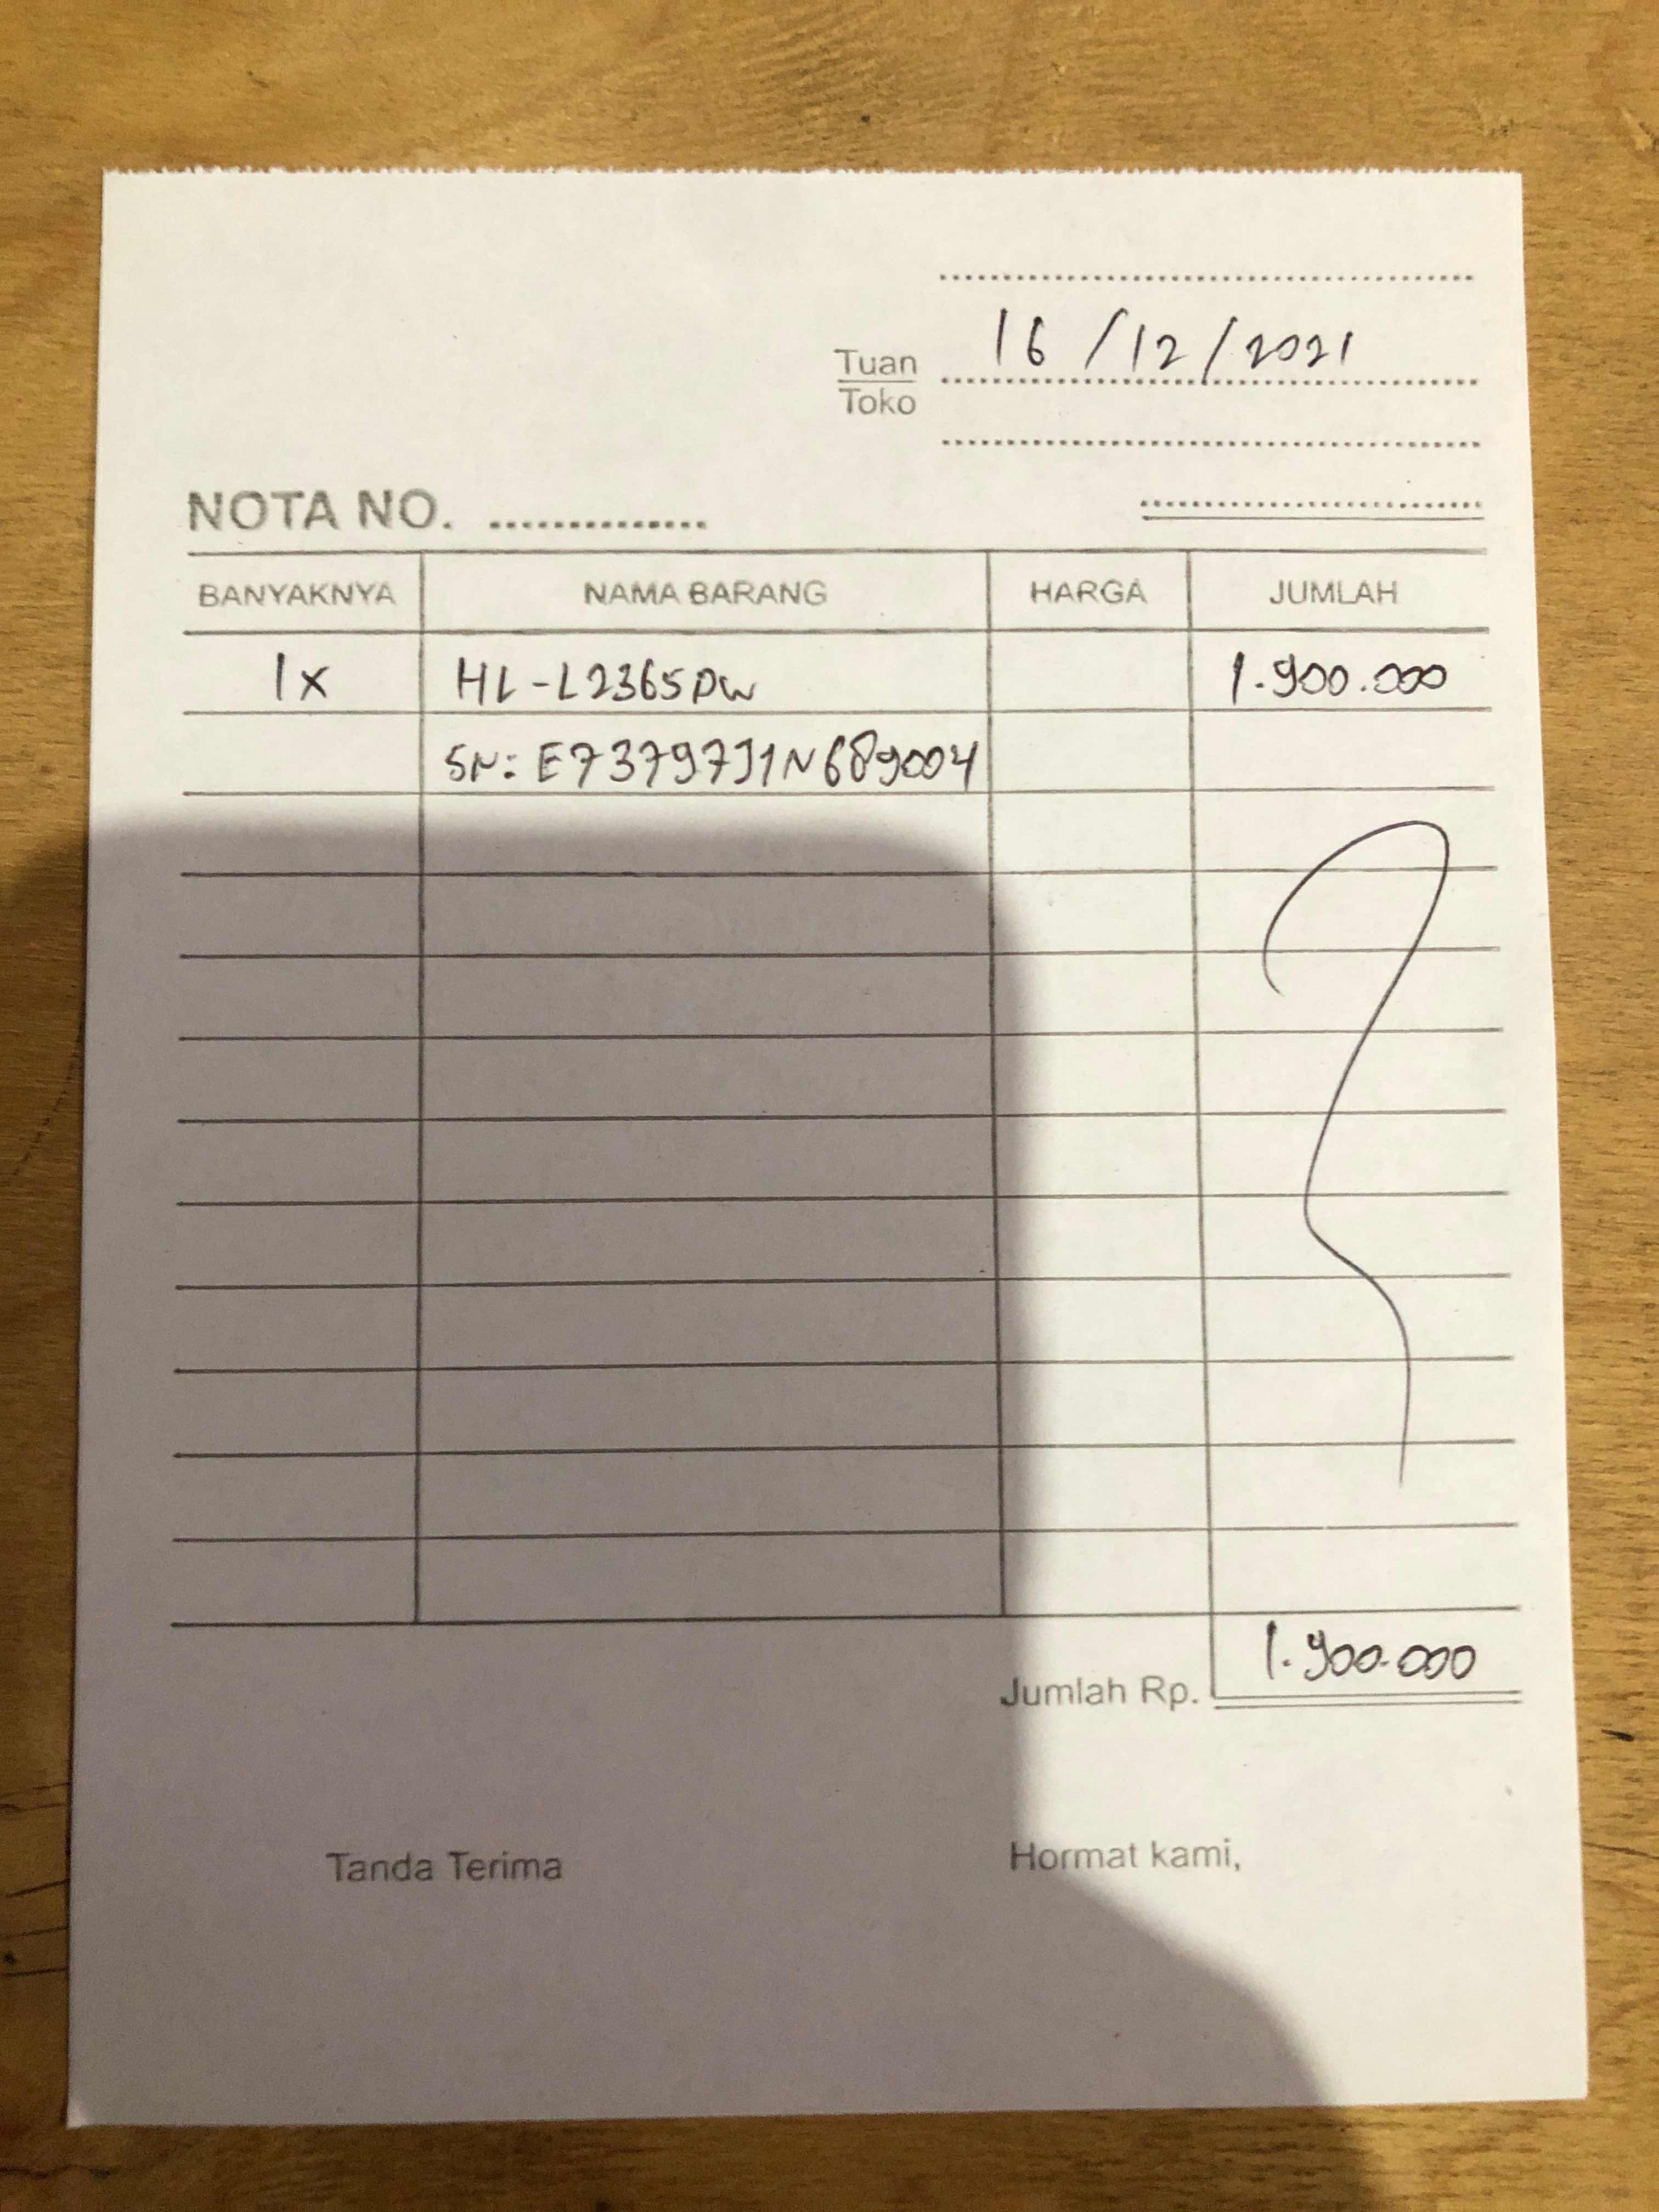 16/12/2021
Tuan
Toko
NOTA NO. ..............
BANYAKNYA NAMA BARANG HARGA JUMLAH
1x HL-L2365DW 1.900.000
SN: E73797J1N689004
Jumlah Rp. 1.900.000
Tanda Terima Hormat kami,